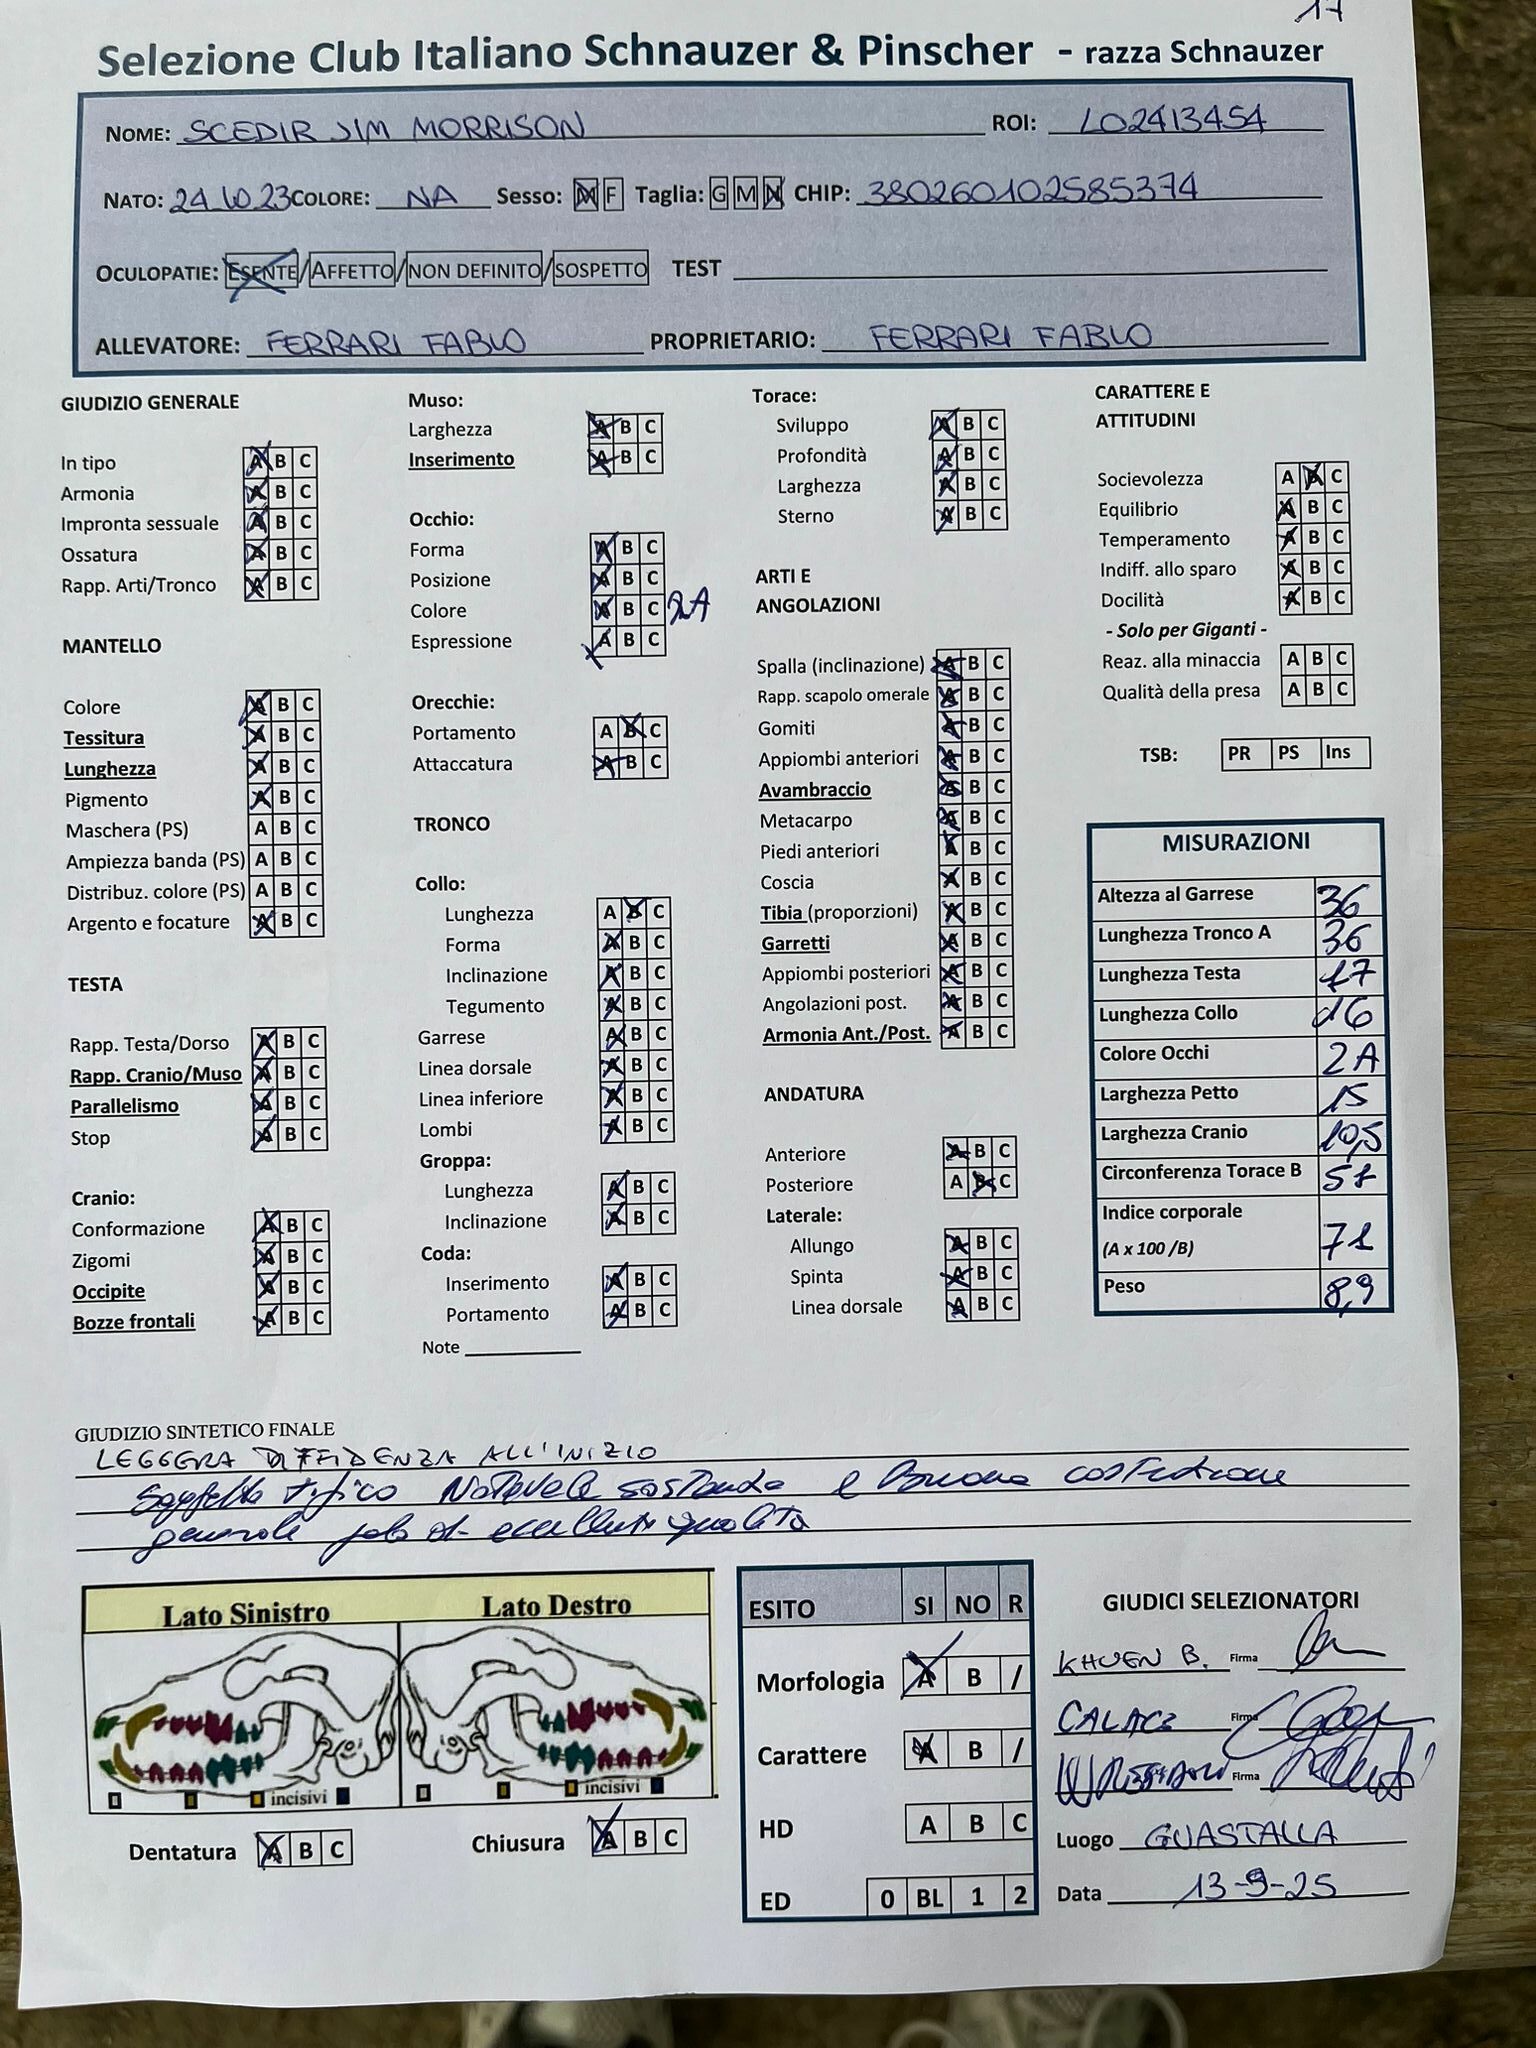 17
Selezione Club Italiano Schnauzer & Pinscher - razza Schnauzer
NOME: SCEDIR JIM MORRISON ROI: LO2413454
NATO: 24.10.23 COLORE: NA Sesso: M F Taglia: G M N CHIP: 380260102585374
OCULOPATIE: ESENTE/AFFETTO/NON DEFINITO/SOSPETTO TEST
ALLEVATORE: FERRARI FABIO PROPRIETARIO: FERRARI FABIO
GIUDIZIO GENERALE
In tipo A B C
Armonia A B C
Impronta sessuale A B C
Ossatura A B C
Rapp. Arti/Tronco A B C
MANTELLO
Colore A B C
Tessitura A B C
Lunghezza A B C
Pigmento A B C
Maschera (PS) A B C
Ampiezza banda (PS) A B C
Distribuz. colore (PS) A B C
Argento e focature A B C
TESTA
Rapp. Testa/Dorso A B C
Rapp. Cranio/Muso A B C
Parallelismo A B C
Stop A B C
Cranio:
Conformazione A B C
Zigomi A B C
Occipite A B C
Bozze frontali A B C
Muso:
Larghezza A B C
Inserimento A B C
Occhio:
Forma A B C
Posizione A B C
Colore A B C 2A
Espressione A B C
Orecchie:
Portamento A B C
Attaccatura A B C
TRONCO
Collo:
Lunghezza A B C
Forma A B C
Inclinazione A B C
Tegumento A B C
Garrese A B C
Linea dorsale A B C
Linea inferiore A B C
Lombi A B C
Groppa:
Lunghezza A B C
Inclinazione A B C
Coda:
Inserimento A B C
Portamento A B C
Note
Torace:
Sviluppo A B C
Profondità A B C
Larghezza A B C
Sterno A B C
ARTI E
ANGOLAZIONI
Spalla (inclinazione) A B C
Rapp. scapolo omerale A B C
Gomiti A B C
Appiombi anteriori A B C
Avambraccio A B C
Metacarpo A B C
Piedi anteriori A B C
Coscia A B C
Tibia (proporzioni) A B C
Garretti A B C
Appiombi posteriori A B C
Angolazioni post. A B C
Armonia Ant./Post. A B C
ANDATURA
Anteriore A B C
Posteriore A B C
Laterale:
Allungo A B C
Spinta A B C
Linea dorsale A B C
CARATTERE E
ATTITUDINI
Socievolezza A B C
Equilibrio A B C
Temperamento A B C
Indiff. allo sparo A B C
Docilità A B C
- Solo per Giganti -
Reaz. alla minaccia A B C
Qualità della presa A B C
TSB: PR PS Ins
MISURAZIONI
Altezza al Garrese 36
Lunghezza Tronco A 36
Lunghezza Testa 17
Lunghezza Collo 16
Colore Occhi 2A
Larghezza Petto 15
Larghezza Cranio 10,5
Circonferenza Torace B 51
Indice corporale
(A x 100 /B) 71
Peso 8,9
GIUDIZIO SINTETICO FINALE
LEGGERA DIFFIDENZA ALL'INIZIO
Soggetto tipico Notevole sostanza e Buona costruzione
generale pelo di eccellente qualità
Lato Sinistro Lato Destro
incisivi incisivi
Dentatura A B C Chiusura A B C
ESITO SI NO R
Morfologia A B /
Carattere A B /
HD A B C
ED 0 BL 1 2
GIUDICI SELEZIONATORI
KHUEN B. Firma
Firma
Firma
Luogo GUASTALLA
Data 13-9-25